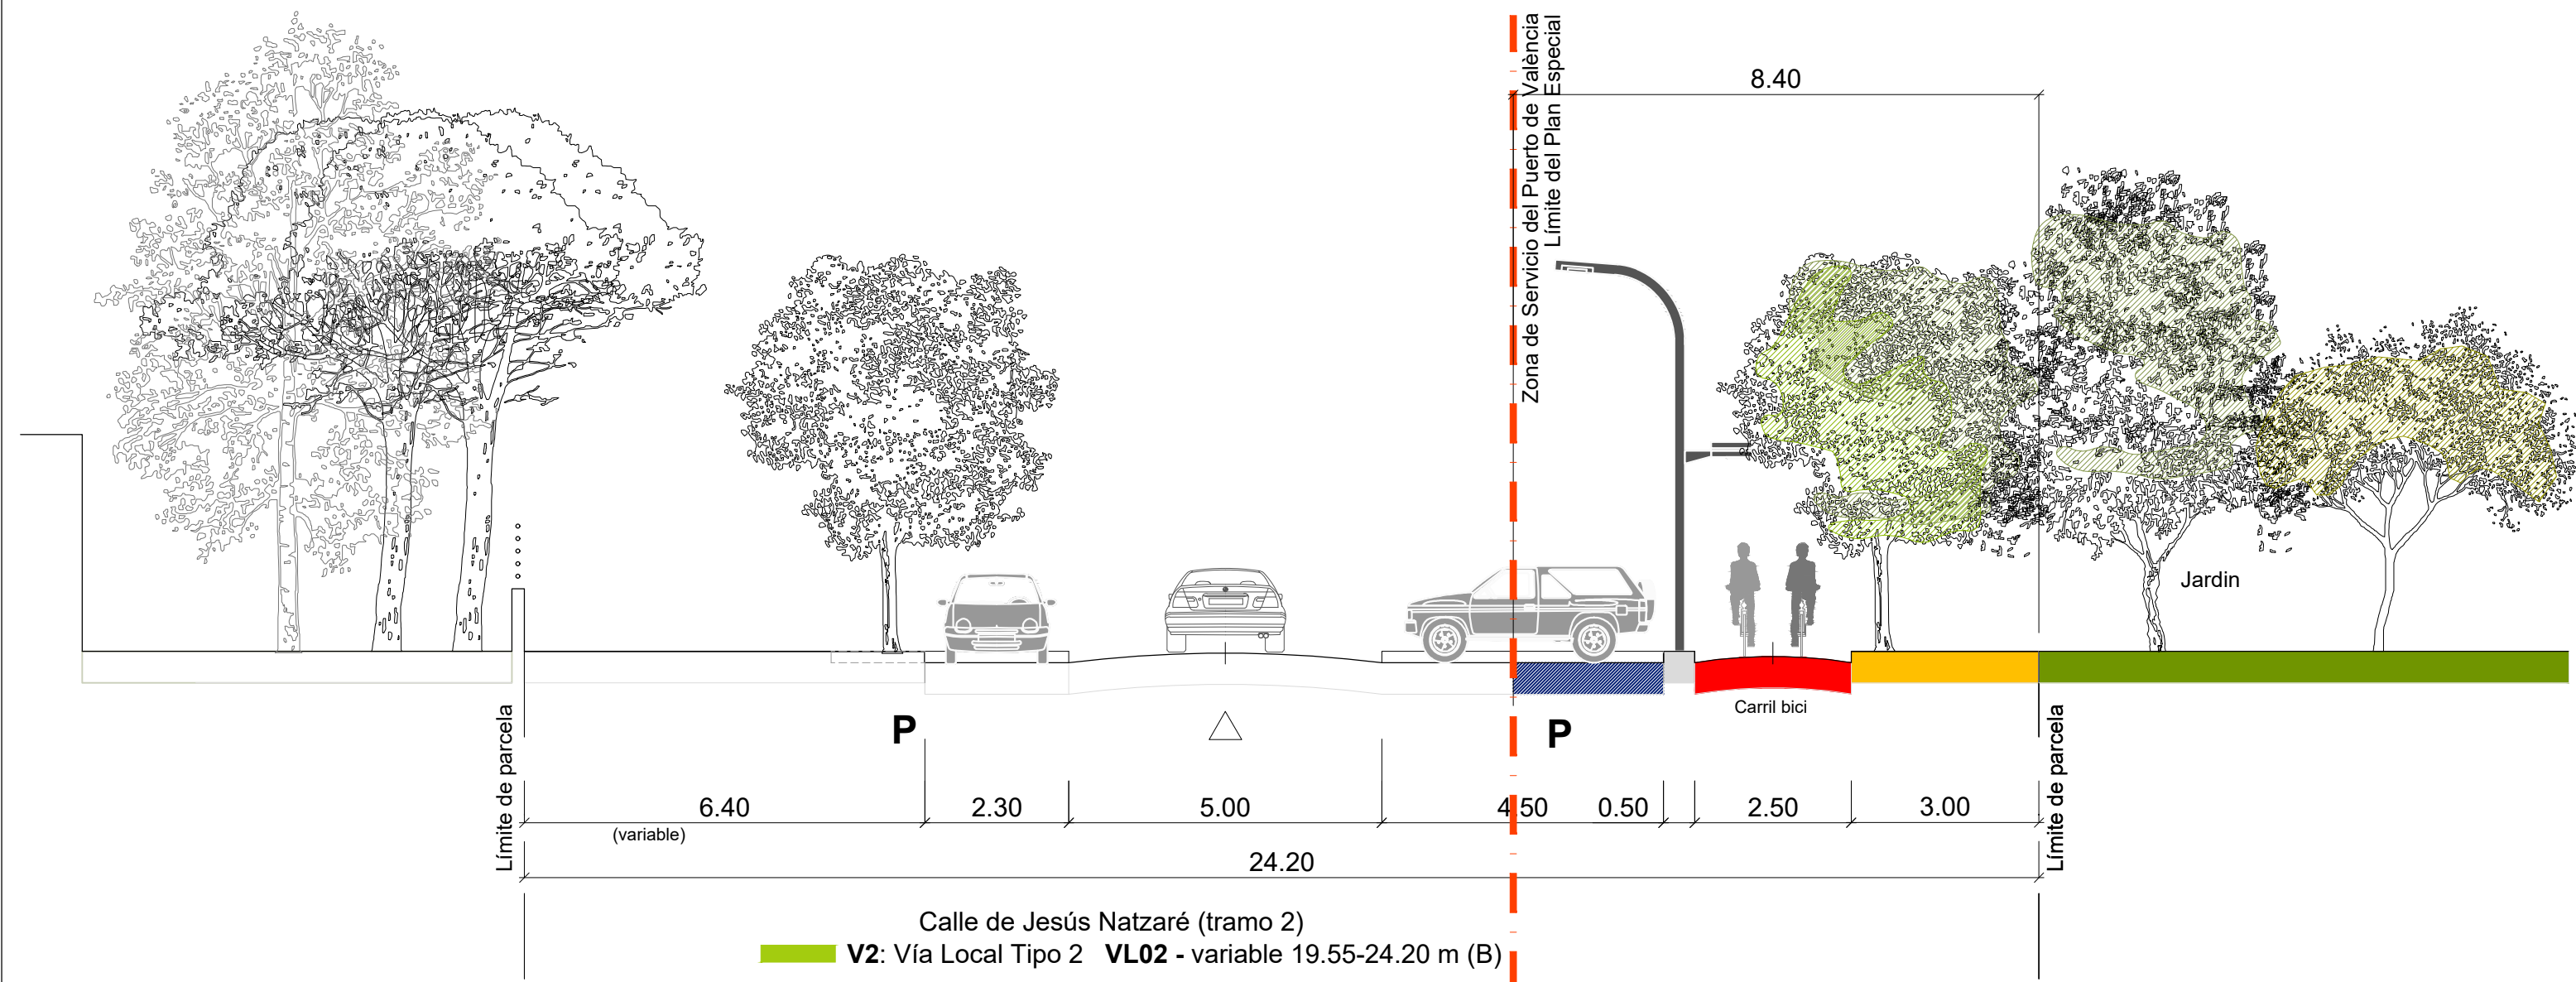 Zona de Servicio del Puerto de València
Límite del Plan Especial
8.40
Jardin
Carril bici
P
P
Límite de parcela
Límite de parcela
6.40
2.30
5.00
4.50
0.50
2.50
3.00
(variable)
24.20
Calle de Jesús Natzaré (tramo 2)
V2: Vía Local Tipo 2 VL02 - variable 19.55-24.20 m (B)